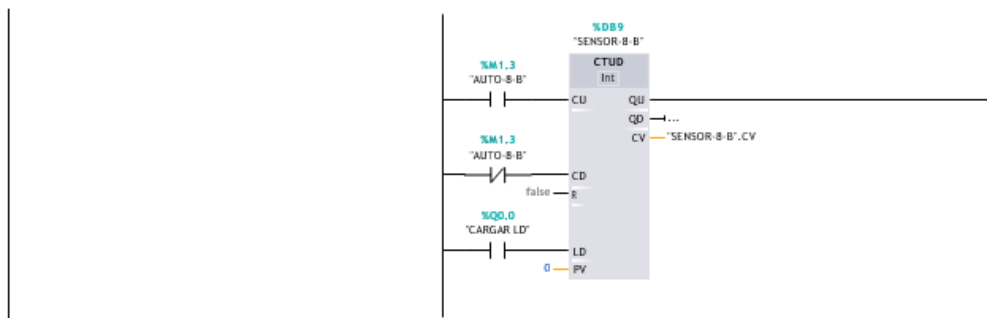 %DB9
"SENSOR-8-B"
CTUD
Int
%M1.3
"AUTO-8-B"
CU
QU
QD
...
CV
"SENSOR-8-B".CV
%M1.3
"AUTO-8-B"
CD
false
R
%Q0.0
"CARGAR LD"
LD
0
PV